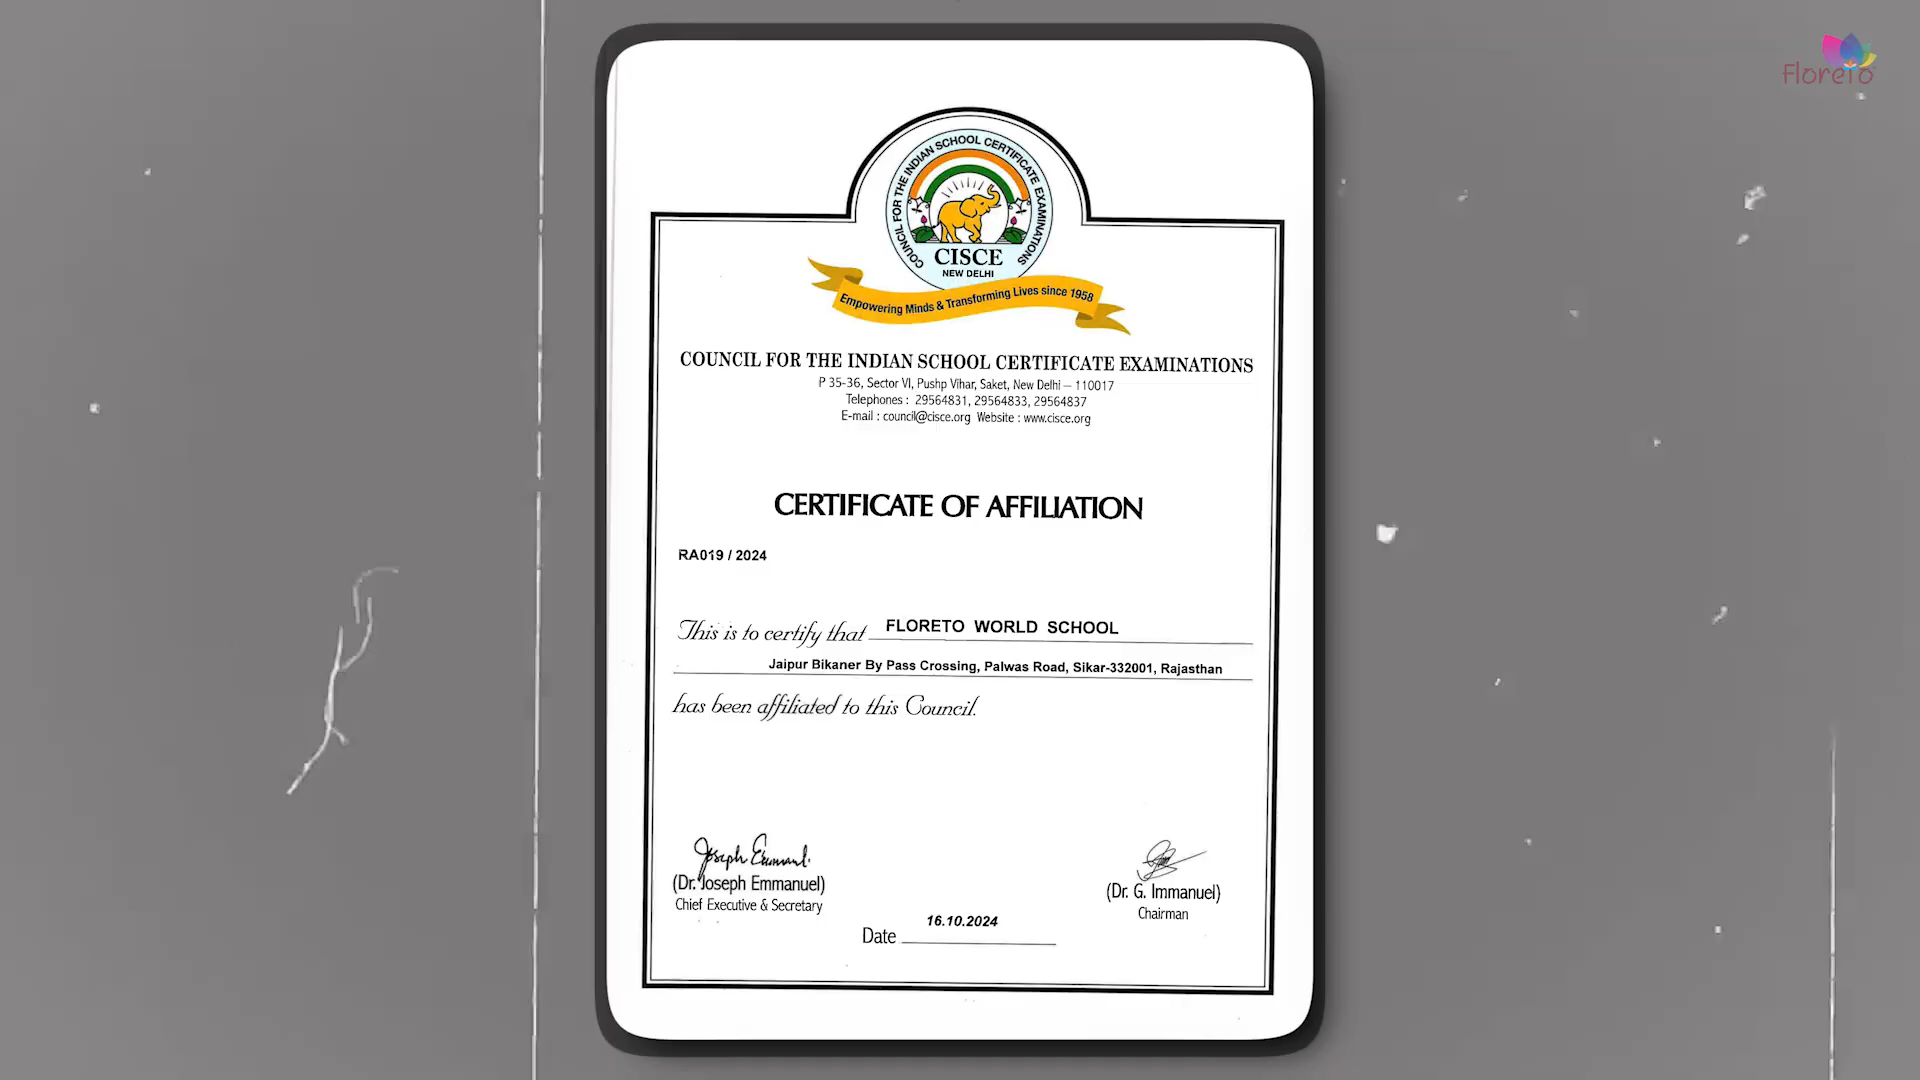 Floreto
COUNCIL FOR THE INDIAN SCHOOL CERTIFICATE EXAMINATIONS
CISCE
NEW DELHI
Empowering Minds & Transforming Lives since 1958
COUNCIL FOR THE INDIAN SCHOOL CERTIFICATE EXAMINATIONS
P 35-36, Sector VI, Pushp Vihar, Saket, New Delhi – 110017
Telephones : 29564831, 29564833, 29564837
E-mail : council@cisce.org Website : www.cisce.org
CERTIFICATE OF AFFILIATION
RA019 / 2024
This is to certify that FLORETO WORLD SCHOOL
Jaipur Bikaner By Pass Crossing, Palwas Road, Sikar-332001, Rajasthan
has been affiliated to this Council.
Joseph Emmanuel
(Dr. Joseph Emmanuel)
Chief Executive & Secretary
(Dr. G. Immanuel)
Chairman
Date 16.10.2024